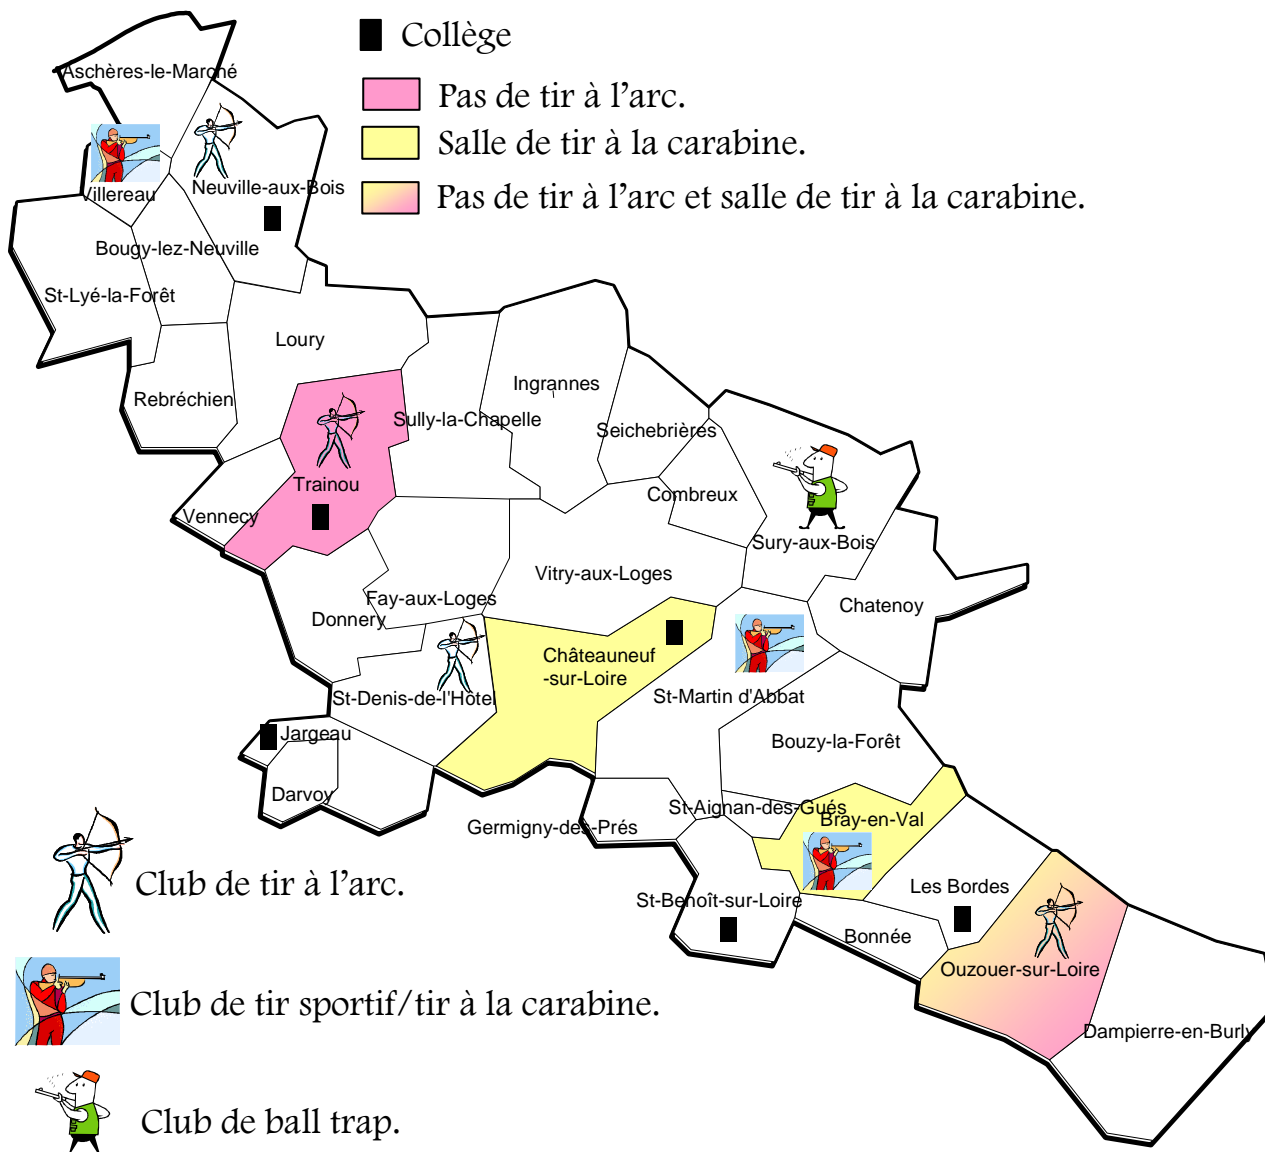 Collège
Pas de tir à l'arc.
Salle de tir à la carabine.
Pas de tir à l'arc et salle de tir à la carabine.
Aschères-le-Marché
Villereau
Neuville-aux-Bois
Bougy-lez-Neuville
St-Lyé-la-Forêt
Loury
Rebréchien
Ingrannes
Sully-la-Chapelle
Seichebrières
Trainou
Combreux
Vennecy
Sury-aux-Bois
Vitry-aux-Loges
Fay-aux-Loges
Chatenoy
Donnery
Châteauneuf
-sur-Loire
St-Denis-de-l'Hôtel
St-Martin d'Abbat
Jargeau
Bouzy-la-Forêt
Darvoy
St-Aignan-des-Gués
Bray-en-Val
Germigny-des-Prés
Les Bordes
St-Benoît-sur-Loire
Bonnée
Ouzouer-sur-Loire
Dampierre-en-Burly
Club de tir à l'arc.
Club de tir sportif/tir à la carabine.
Club de ball trap.